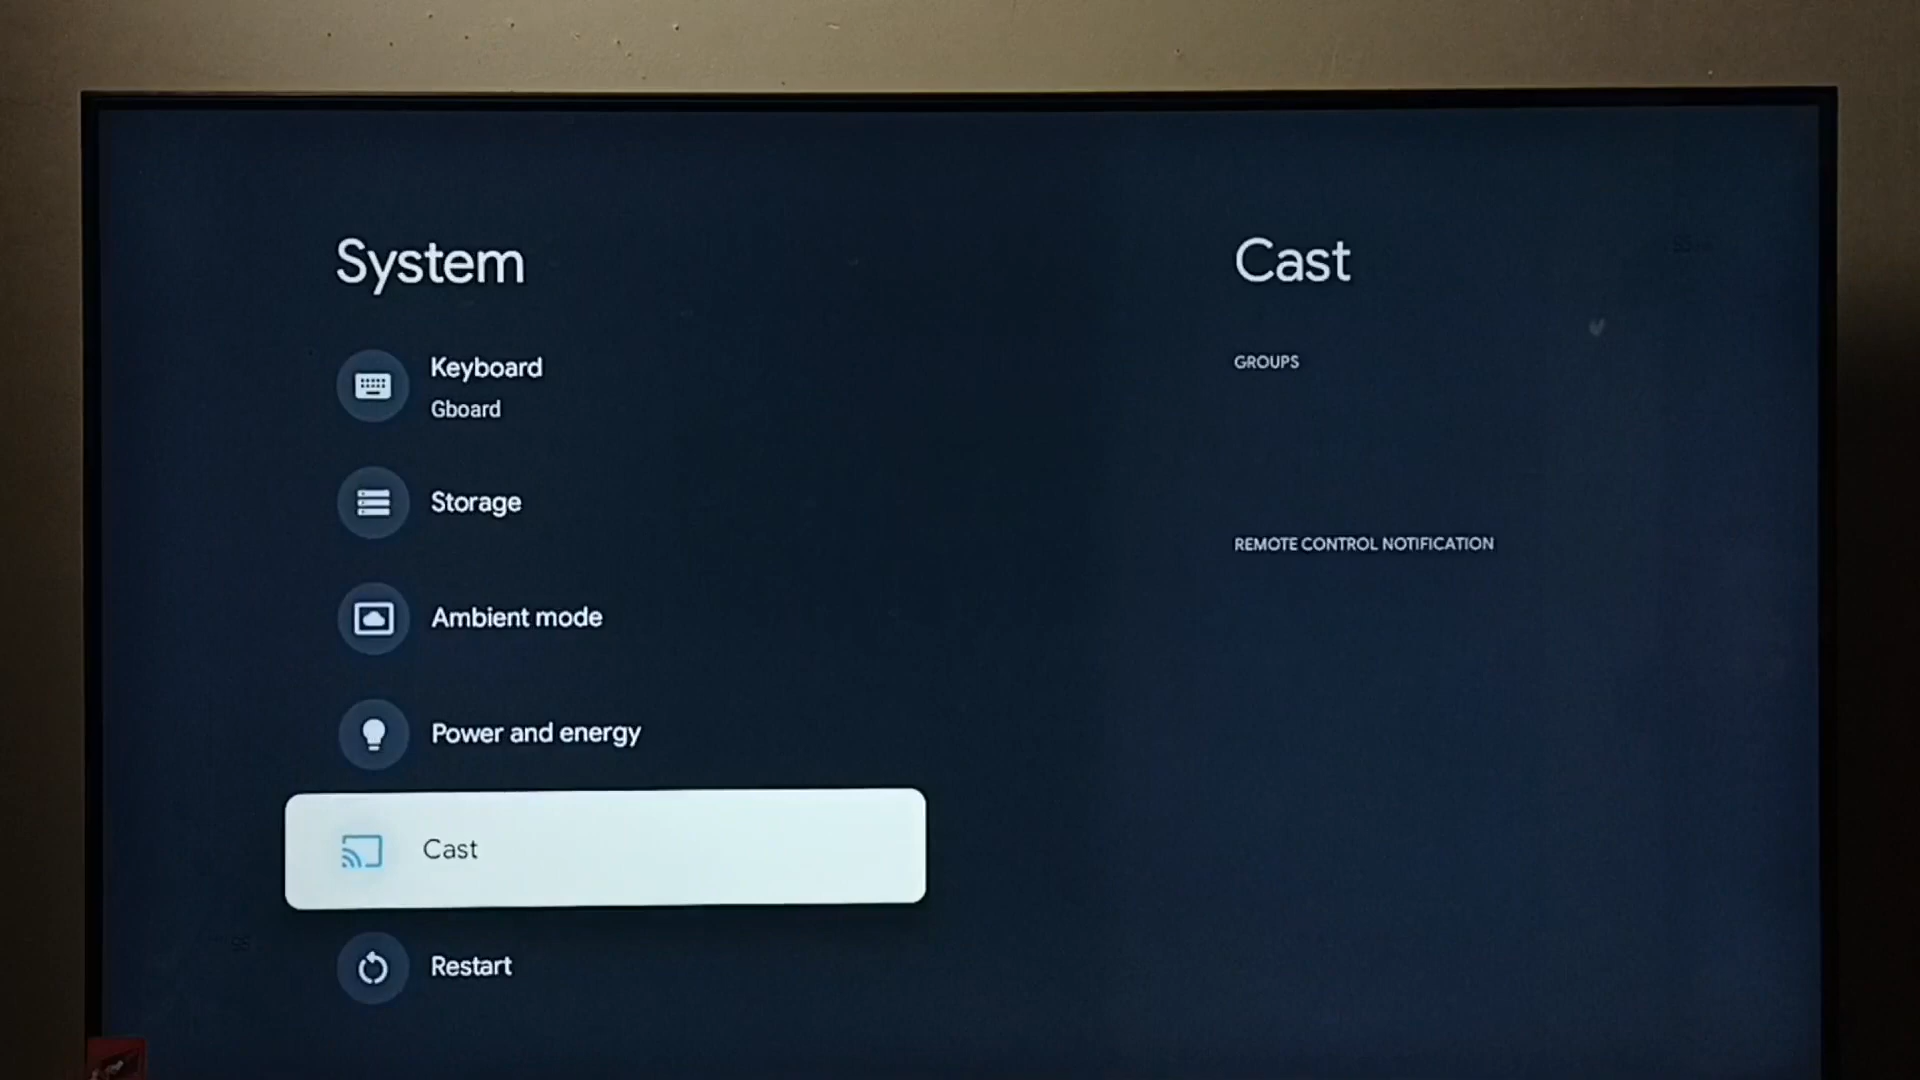 System
Keyboard
Gboard
Storage
Ambient mode
Power and energy
Cast
Restart
Cast
GROUPS
REMOTE CONTROL NOTIFICATION